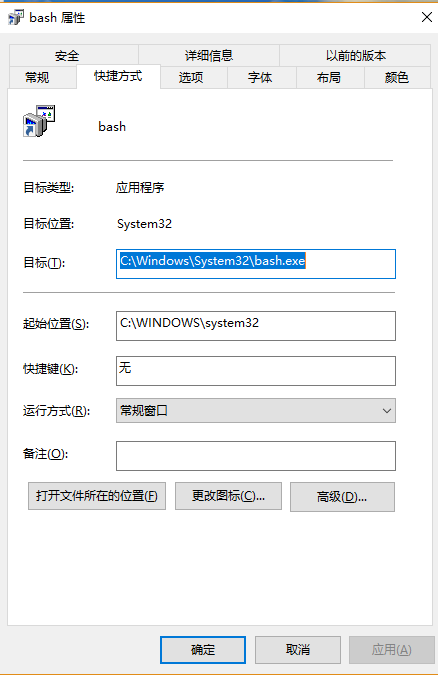 bash 属性
安全 详细信息 以前的版本
常规 快捷方式 选项 字体 布局 颜色
bash
目标类型: 应用程序
目标位置: System32
目标(T): C:\Windows\System32\bash.exe
起始位置(S): C:\WINDOWS\system32
快捷键(K): 无
运行方式(R): 常规窗口
备注(O):
打开文件所在的位置(F) 更改图标(C)... 高级(D)...
确定 取消 应用(A)